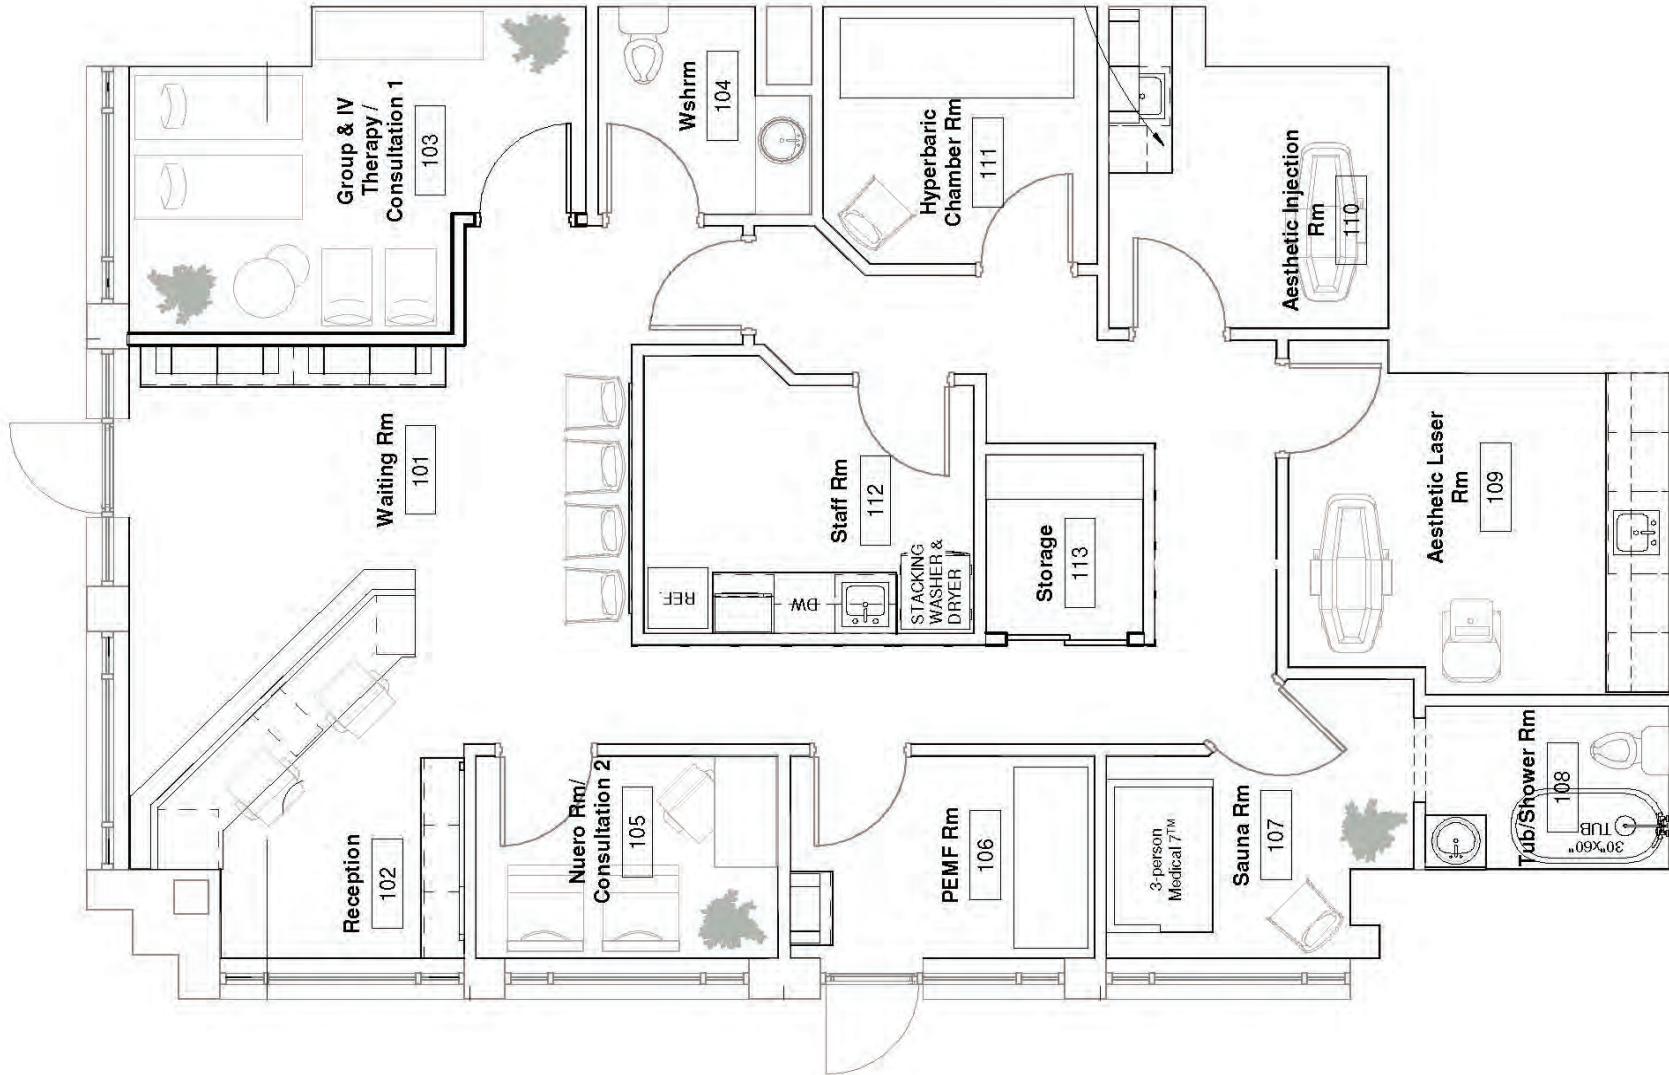 Group & IV
Therapy /
Consultation 1
103
Wshrm
104
Hyperbaric
Chamber Rm
111
Aesthetic Injection
Rm
110
Waiting Rm
101
Staff Rm
112
REF.
DW
STACKING
WASHER &
DRYER
Storage
113
Aesthetic Laser
Rm
109
Reception
102
Nuero Rm/
Consultation 2
105
PEMF Rm
106
3-person
Medical 7™
Sauna Rm
107
Tub/Shower Rm
108
30"x60"
TUB